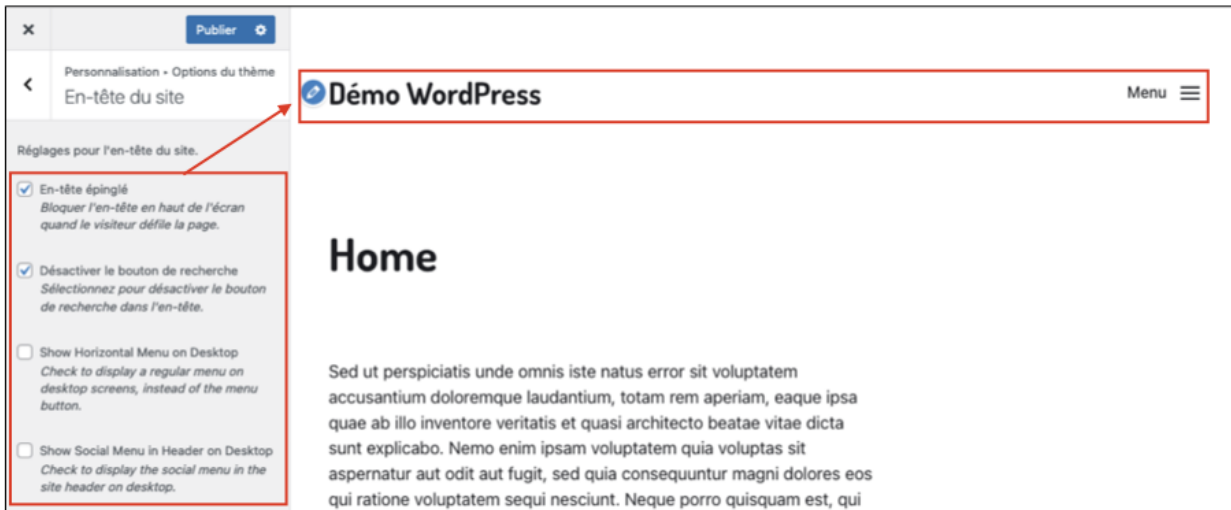 Publier
Personnalisation • Options du thème
En-tête du site
Réglages pour l'en-tête du site.
En-tête épinglé
Bloquer l'en-tête en haut de l'écran
quand le visiteur défile la page.
Désactiver le bouton de recherche
Sélectionnez pour désactiver le bouton
de recherche dans l'en-tête.
Show Horizontal Menu on Desktop
Check to display a regular menu on
desktop screens, instead of the menu
button.
Show Social Menu in Header on Desktop
Check to display the social menu in the
site header on desktop.
Démo WordPress
Menu
Home
Sed ut perspiciatis unde omnis iste natus error sit voluptatem
accusantium doloremque laudantium, totam rem aperiam, eaque ipsa
quae ab illo inventore veritatis et quasi architecto beatae vitae dicta
sunt explicabo. Nemo enim ipsam voluptatem quia voluptas sit
aspernatur aut odit aut fugit, sed quia consequuntur magni dolores eos
qui ratione voluptatem sequi nesciunt. Neque porro quisquam est, qui